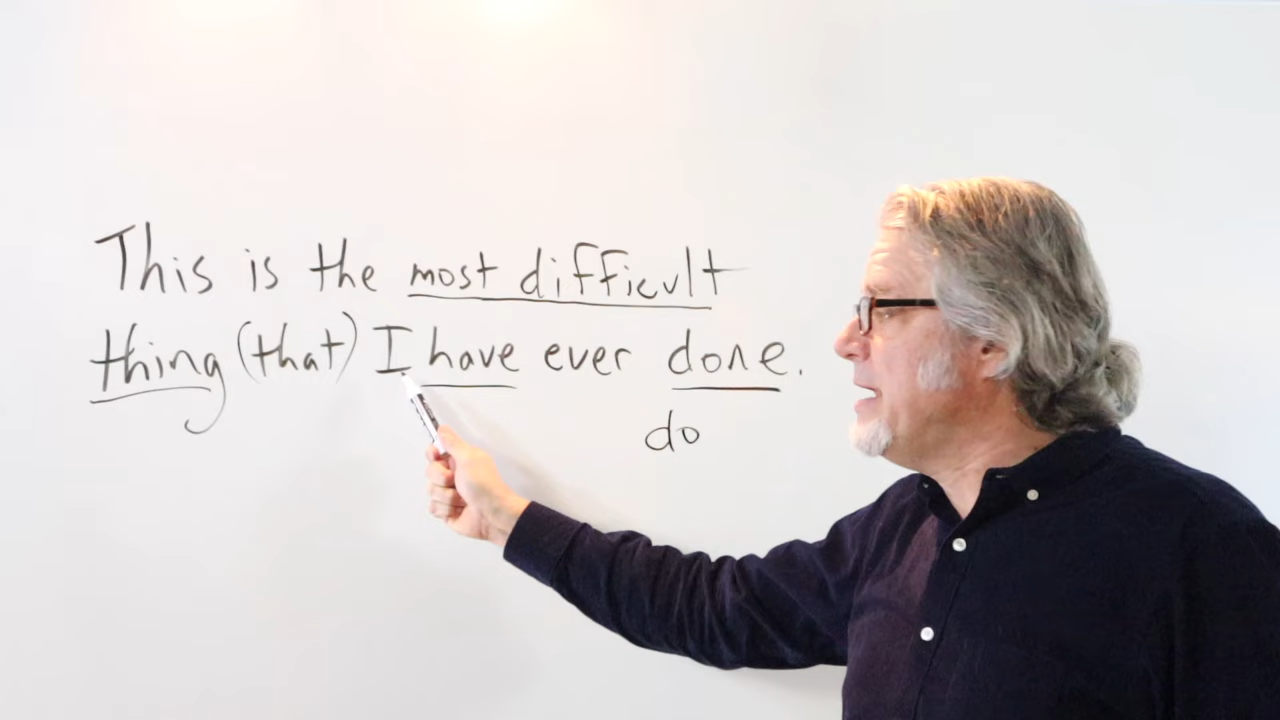 This is the most difficult
thing (that) I have ever done.
do